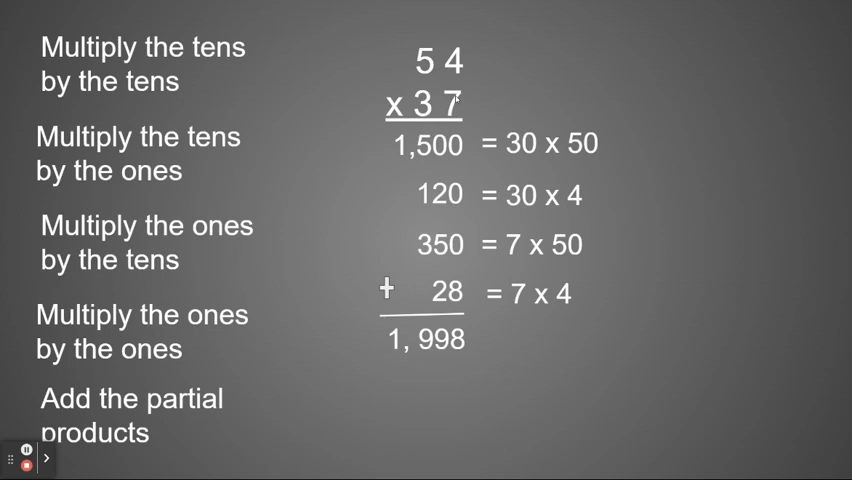 Multiply the tens
by the tens
Multiply the tens
by the ones
Multiply the ones
by the tens
Multiply the ones
by the ones
Add the partial
products
5 4
x 3 7
1,500 = 30 x 50
120 = 30 x 4
350 = 7 x 50
+ 28 = 7 x 4
1, 998